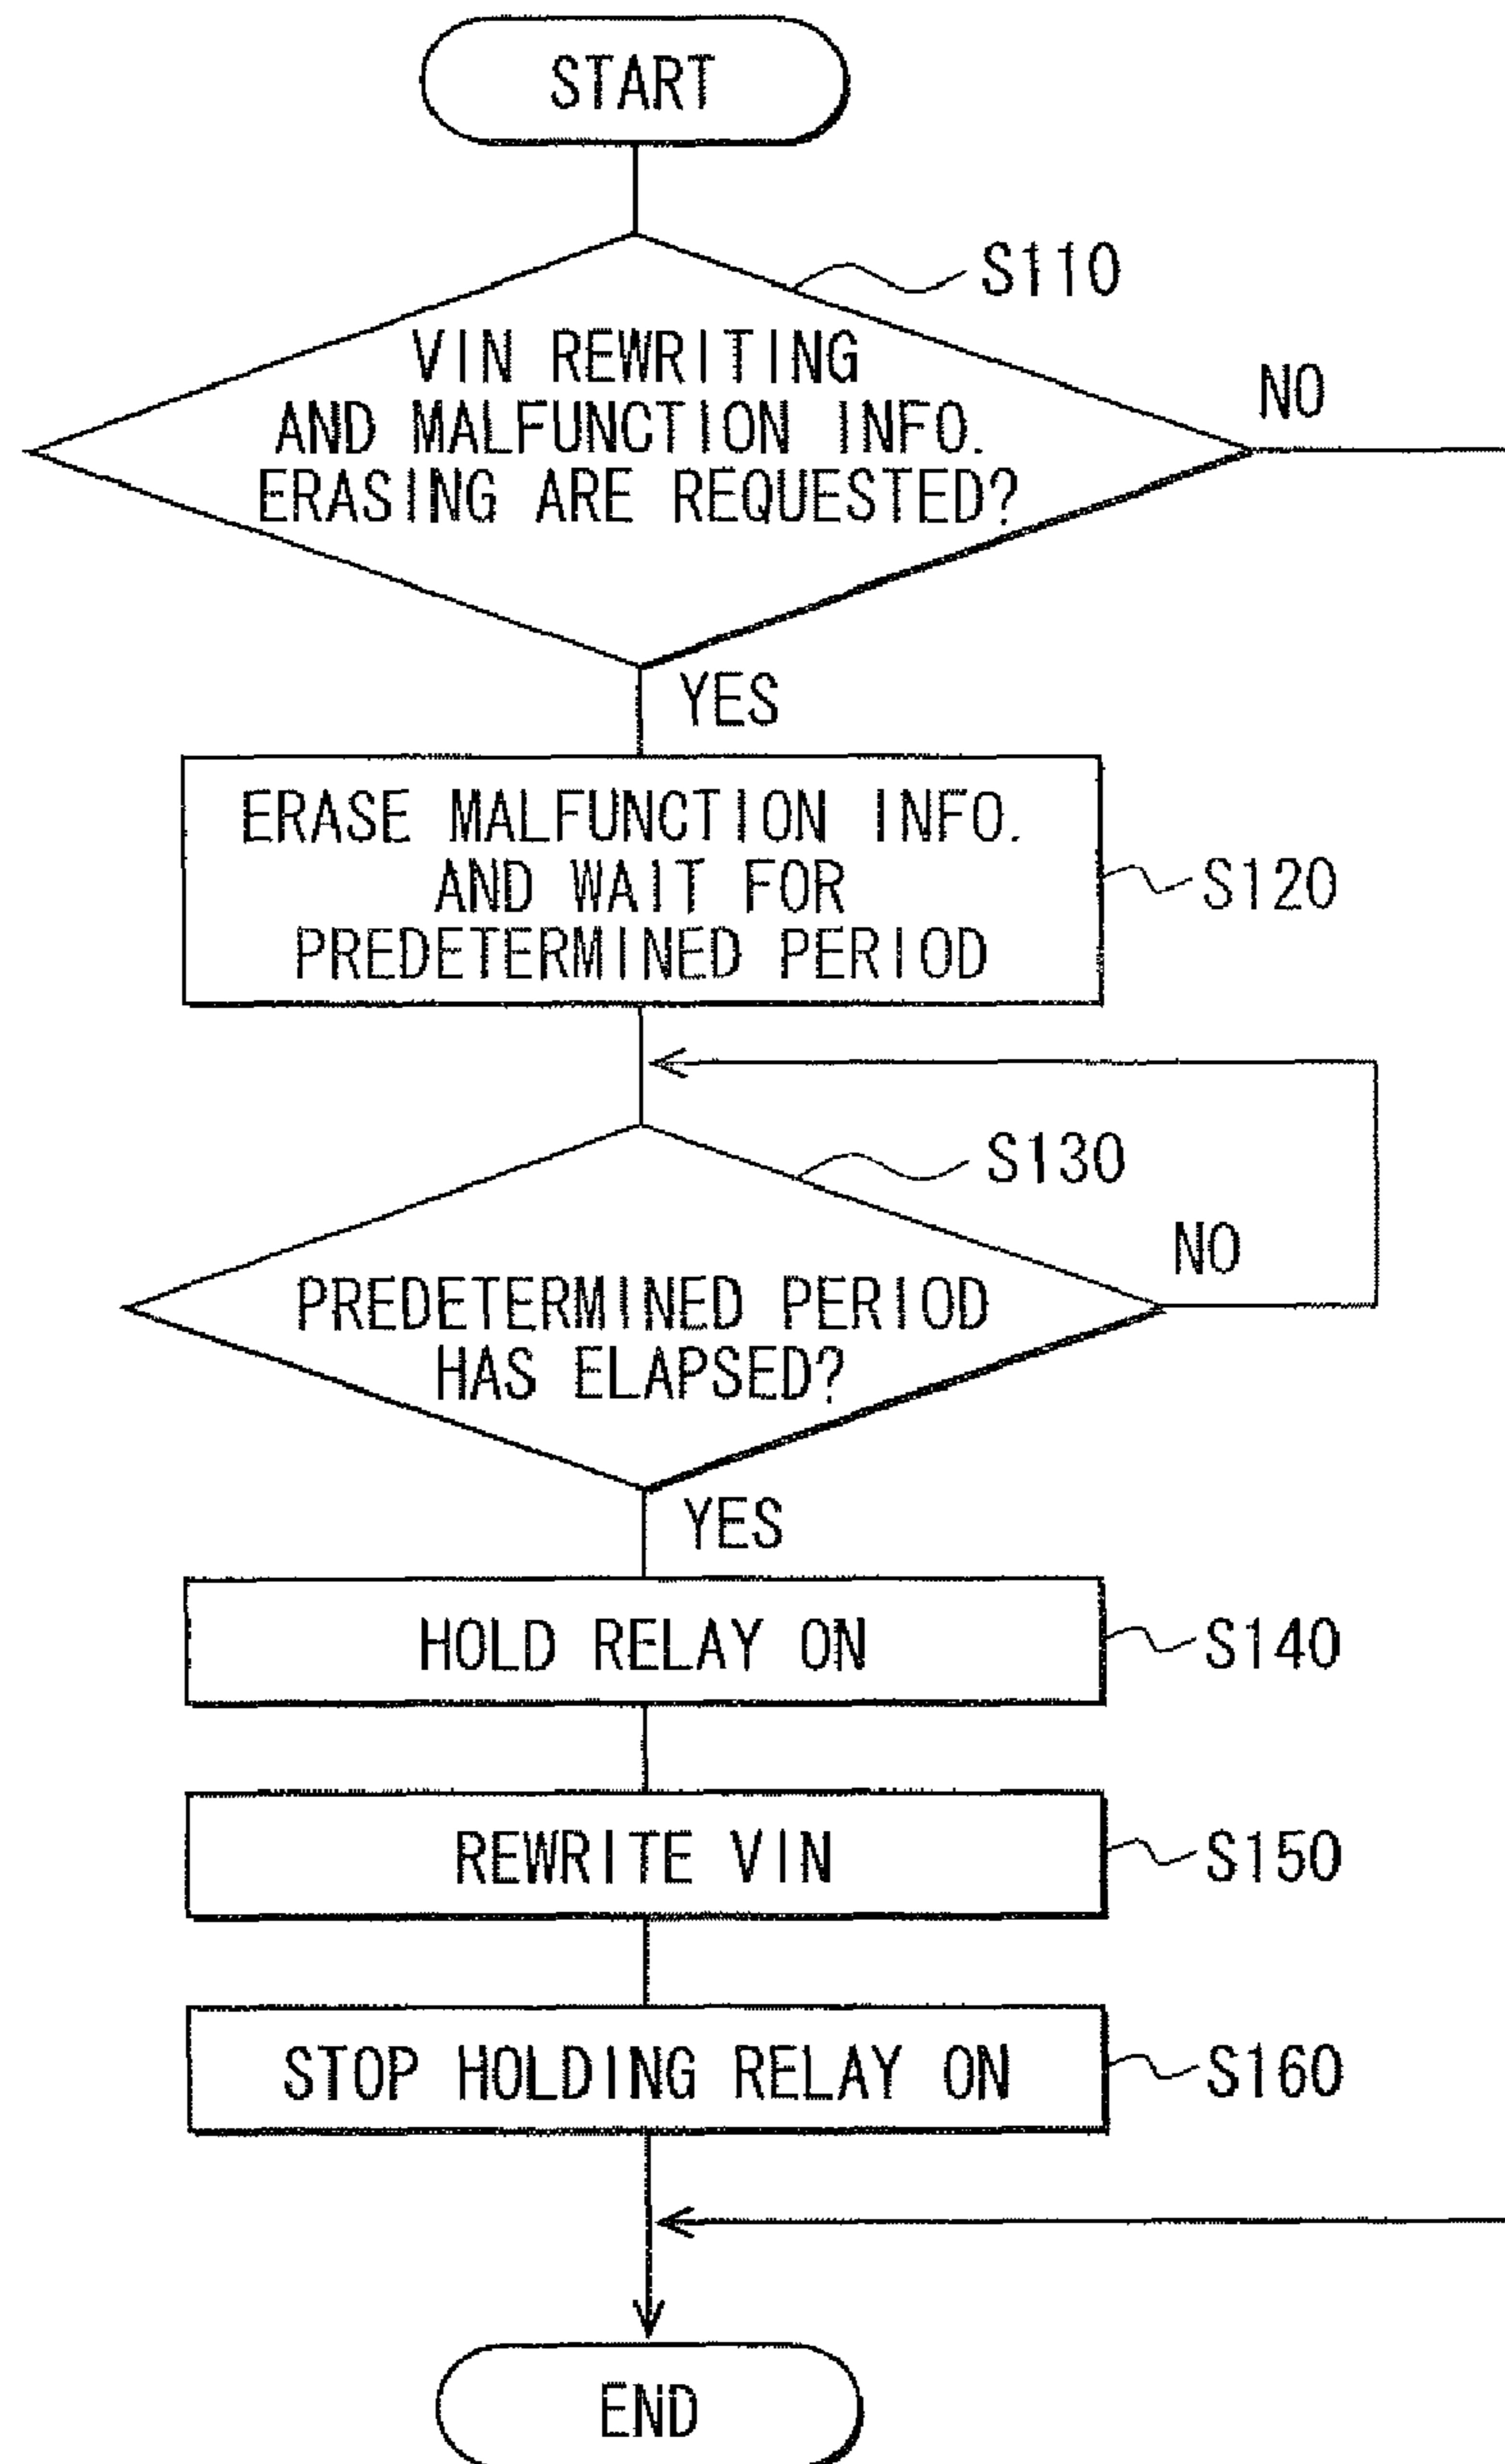 START
S110
VIN REWRITING
AND MALFUNCTION INFO.
ERASING ARE REQUESTED?
NO
YES
ERASE MALFUNCTION INFO.
AND WAIT FOR
PREDETERMINED PERIOD
S120
S130
NO
PREDETERMINED PERIOD
HAS ELAPSED?
YES
HOLD RELAY ON
S140
REWRITE VIN
S150
STOP HOLDING RELAY ON
S160
END